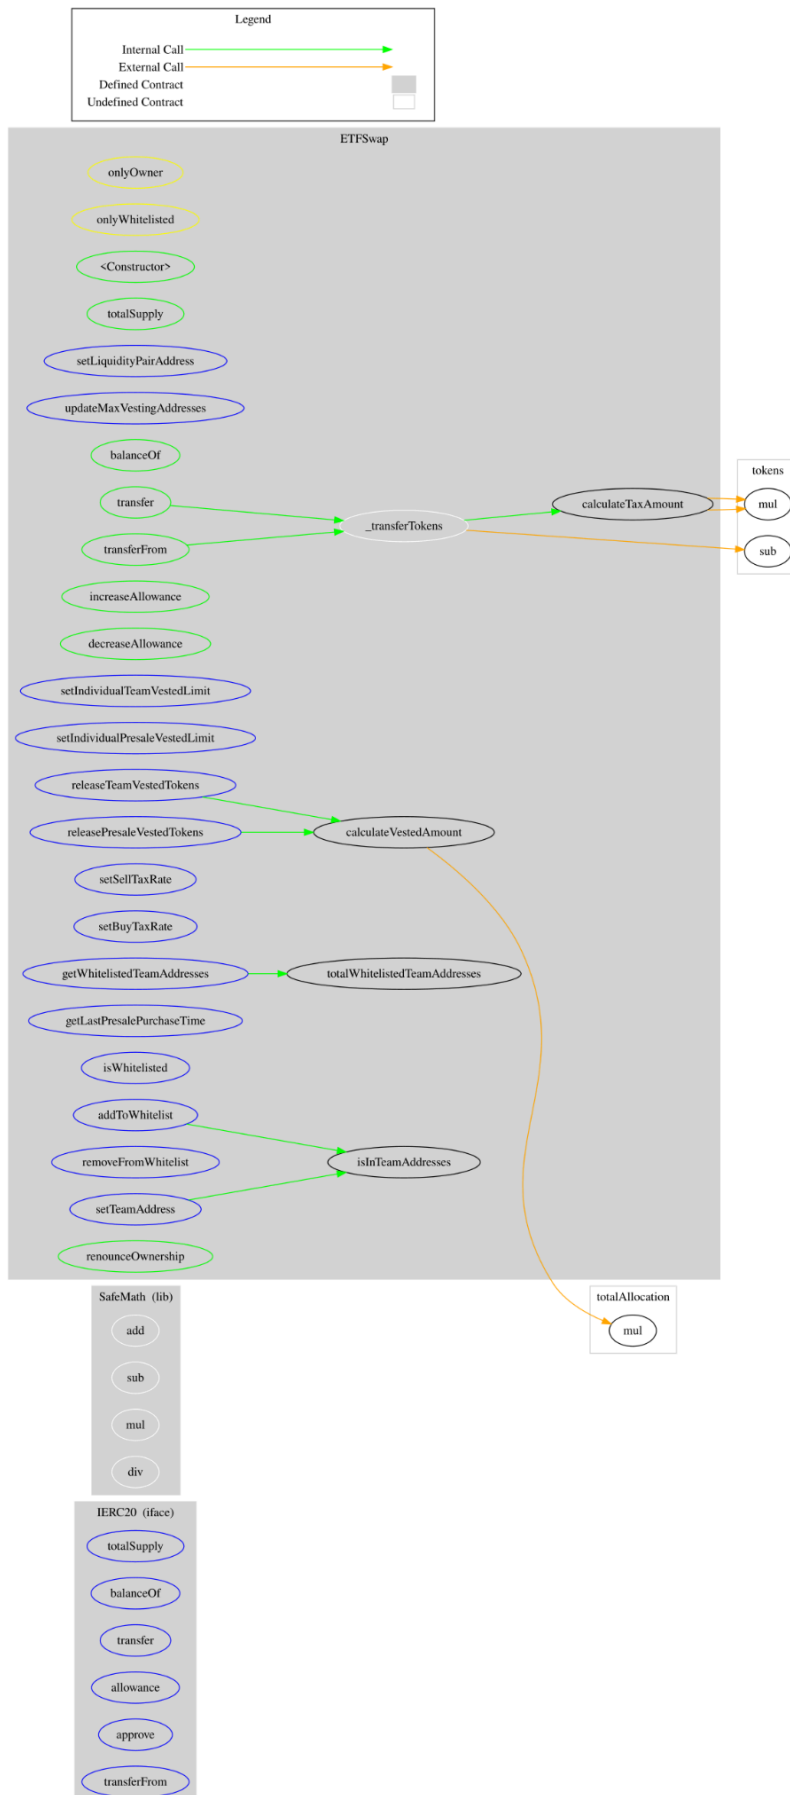 Legend
Internal Call
External Call
Defined Contract
Undefined Contract
ETFSwap
onlyOwner
onlyWhitelisted
<Constructor>
totalSupply
setLiquidityPairAddress
updateMaxVestingAddresses
balanceOf
transfer
transferFrom
_transferTokens
calculateTaxAmount
tokens
mul
sub
increaseAllowance
decreaseAllowance
setIndividualTeamVestedLimit
setIndividualPresaleVestedLimit
releaseTeamVestedTokens
releasePresaleVestedTokens
calculateVestedAmount
setSellTaxRate
setBuyTaxRate
getWhitelistedTeamAddresses
totalWhitelistedTeamAddresses
getLastPresalePurchaseTime
isWhitelisted
addToWhitelist
removeFromWhitelist
isInTeamAddresses
setTeamAddress
renounceOwnership
SafeMath (lib)
add
sub
mul
div
totalAllocation
mul
IERC20 (iface)
totalSupply
balanceOf
transfer
allowance
approve
transferFrom